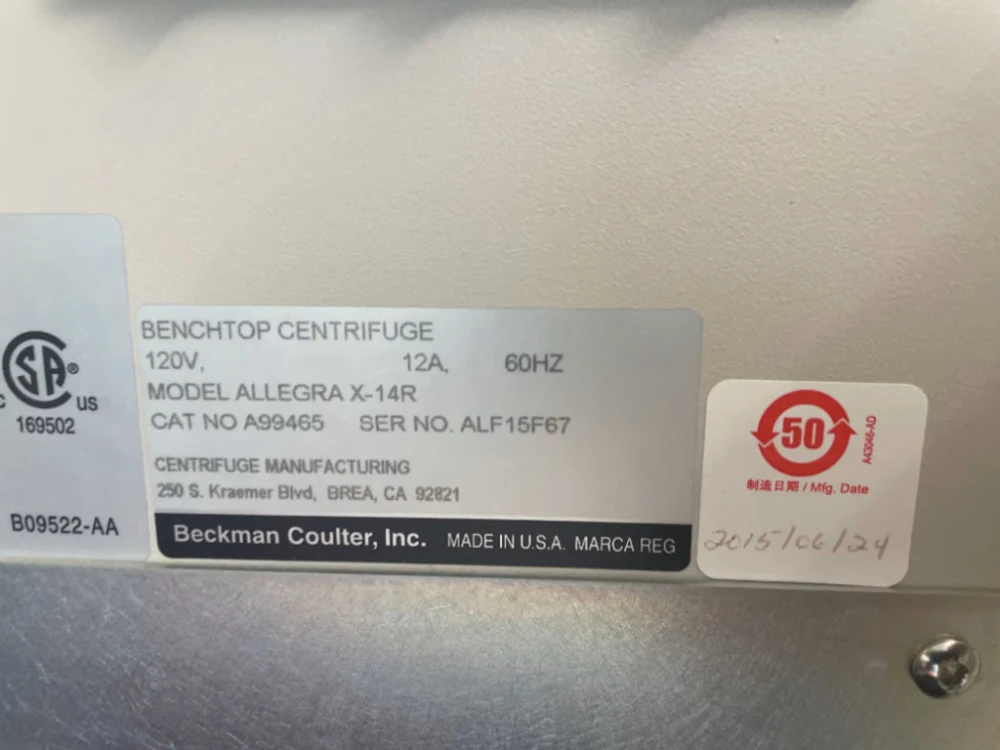 SA®
C US
169502
B09522-AA
BENCHTOP CENTRIFUGE
120V, 12A, 60HZ
MODEL ALLEGRA X-14R
CAT NO A99465 SER NO. ALF15F67
CENTRIFUGE MANUFACTURING
250 S. Kraemer Blvd, BREA, CA 92821
Beckman Coulter, Inc. MADE IN U.S.A. MARCA REG
50
A43046-AD
制造日期 / Mfg. Date
2015/06/24